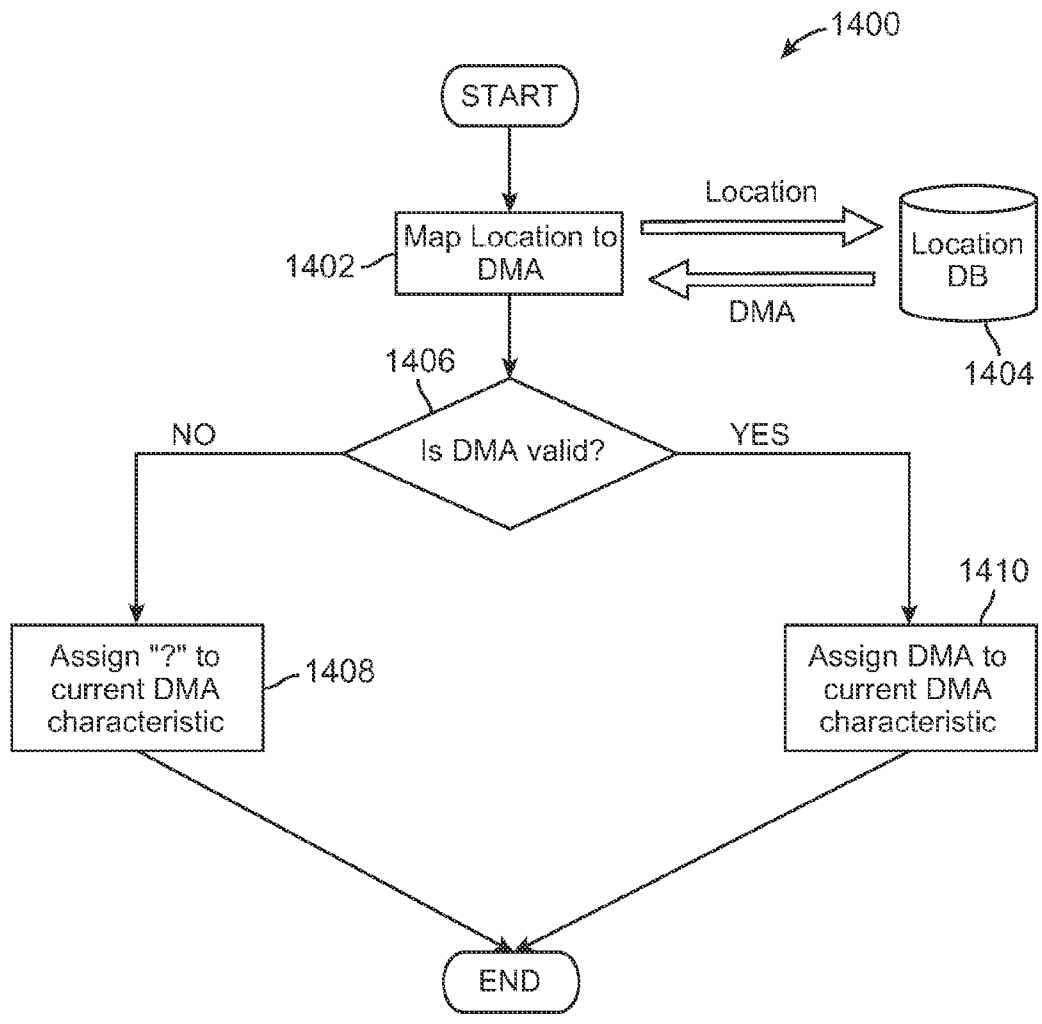 1400
START
Location
Map Location to
DMA
1402
Location
DB
DMA
1404
1406
NO
Is DMA valid?
YES
1410
Assign "?" to
current DMA
characteristic
1408
Assign DMA to
current DMA
characteristic
END